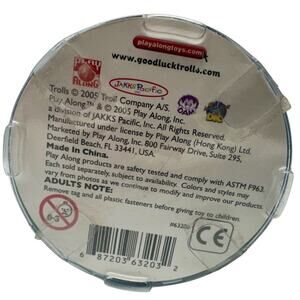 playalongtoys.com
www.goodlucktrolls.com
PLAY ALONG
JAKKS Pacific
Trolls © 2005 Troll Company A/S.
Play Along™ & © 2005 Play Along, Inc.
a division of JAKKS Pacific, Inc. All Rights Reserved.
Manufactured under license by Play Along (Hong Kong) Ltd.
Marketed by Play Along, Inc. 800 Fairway Drive, Suite 295,
Deerfield Beach, FL 33441, USA.
Made In China.
Play Along products are safety tested and comply with ASTM F963.
Each sold separately, subject to availability. Colors and styles may
vary from photos as we continue to modify and improve our products.
ADULTS NOTE:
Remove tag and all plastic fasteners before giving toy to children.
0-3
CE
6 87203 63203 2